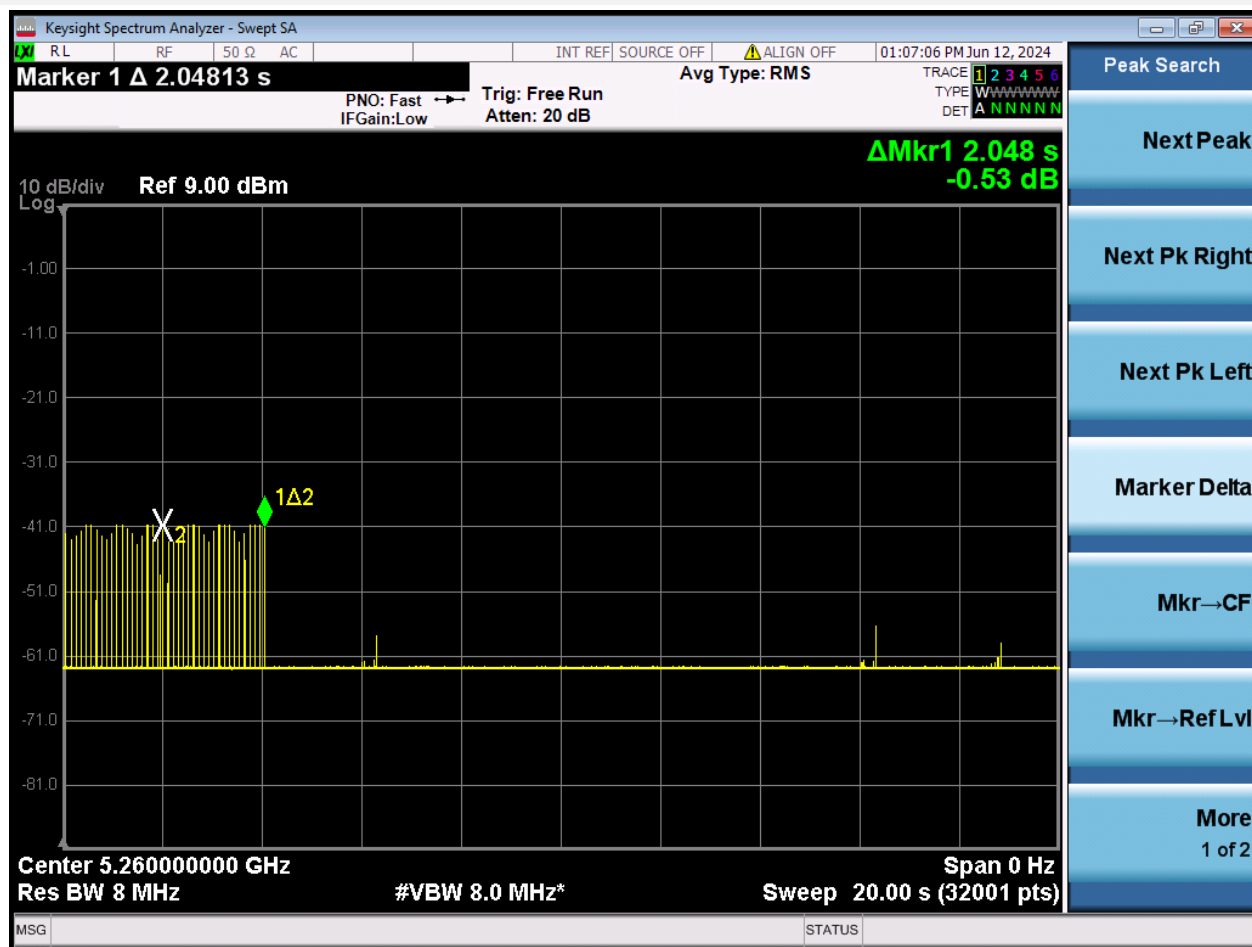 Keysight Spectrum Analyzer - Swept SA
LXI RL RF 50 Ω AC INT REF SOURCE OFF ALIGN OFF 01:07:06 PM Jun 12, 2024
Marker 1 Δ 2.04813 s
PNO: Fast
IFGain:Low
Trig: Free Run
Atten: 20 dB
Avg Type: RMS
TRACE 1 2 3 4 5 6
TYPE WWWWWW
DET A N N N N N
Peak Search
Next Peak
Next Pk Right
Next Pk Left
Marker Delta
Mkr→CF
Mkr→Ref Lvl
More
1 of 2
ΔMkr1 2.048 s
-0.53 dB
10 dB/div Ref 9.00 dBm
Log
-1.00
-11.0
-21.0
-31.0
-41.0
-51.0
-61.0
-71.0
-81.0
1Δ2
X2
Center 5.260000000 GHz Span 0 Hz
Res BW 8 MHz #VBW 8.0 MHz* Sweep 20.00 s (32001 pts)
MSG STATUS